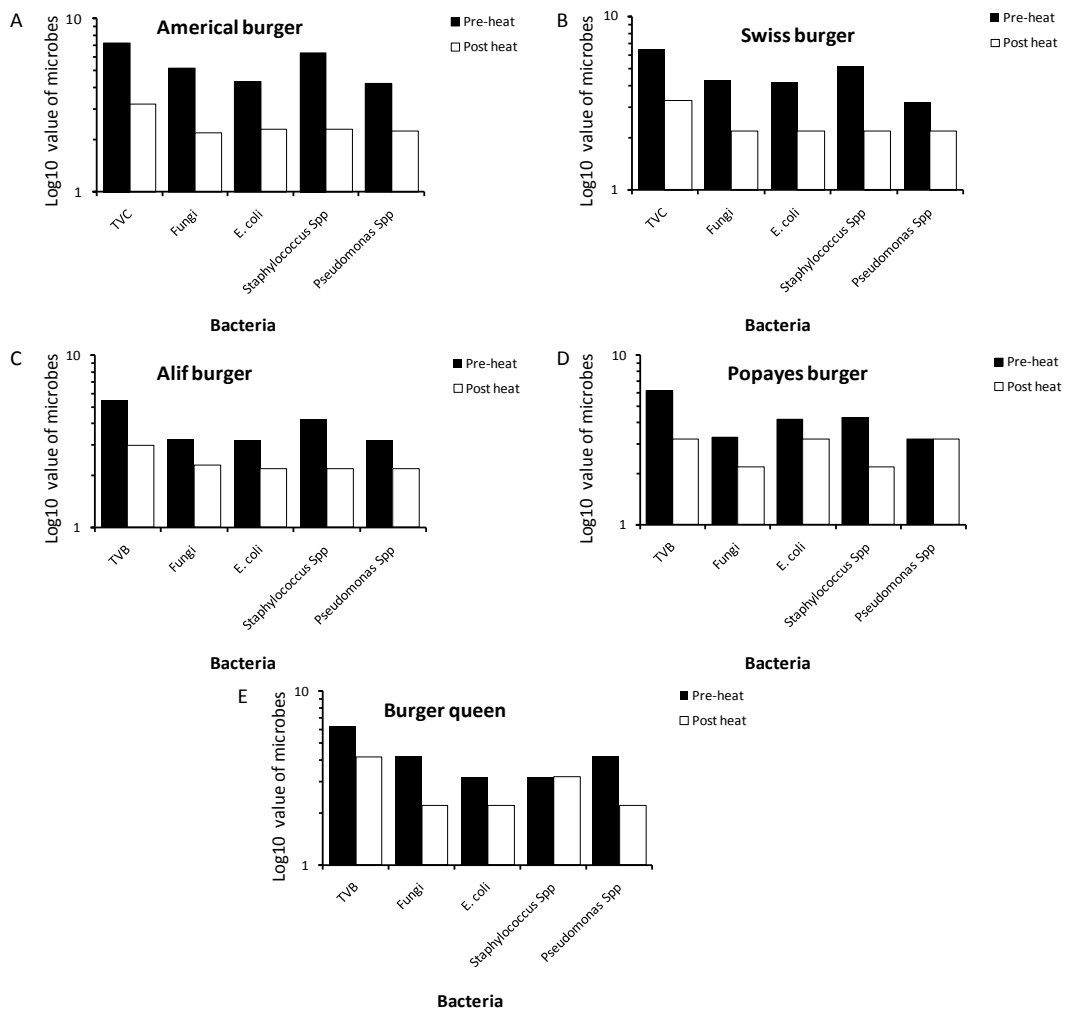 A
Americal burger
Pre-heat
Post heat
Log10 value of microbes
10
1
TVC
Fungi
E. coli
Staphylococcus Spp
Pseudomonas Spp
Bacteria
B
Swiss burger
Pre-heat
Post heat
Log10 value of microbes
10
1
TVC
Fungi
E. coli
Staphylococcus Spp
Pseudomonas Spp
Bacteria
C
Alif burger
Pre-heat
Post heat
Log10 value of microbes
10
1
TVB
Fungi
E. coli
Staphylococcus Spp
Pseudomonas Spp
Bacteria
D
Popayes burger
Pre-heat
Post heat
Log10 value of microbes
10
1
TVB
Fungi
E. coli
Staphylococcus Spp
Pseudomonas Spp
Bacteria
E
Burger queen
Pre-heat
Post heat
Log10 value of microbes
10
1
TVB
Fungi
E. coli
Staphylococcus Spp
Pseudomonas Spp
Bacteria